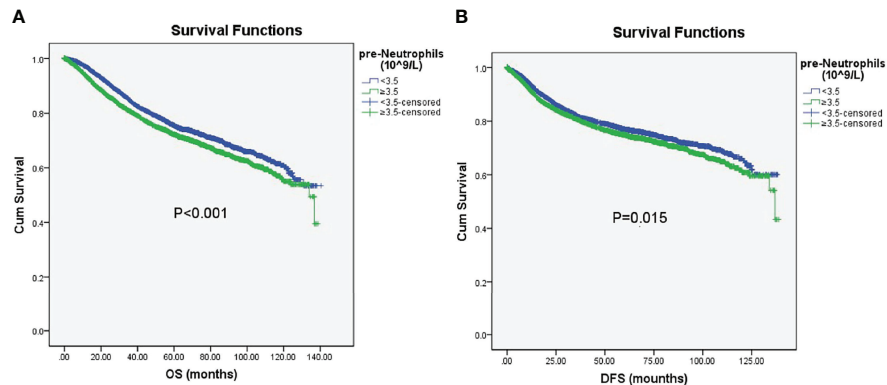 A
Survival Functions
pre-Neutrophils
(10^9/L)
<3.5
≥3.5
<3.5-censored
≥3.5-censored
Cum Survival
1.0
0.8
0.6
0.4
0.2
0.0
P<0.001
.00 20.00 40.00 60.00 80.00 100.00 120.00 140.00
OS (months)
B
Survival Functions
pre-Neutrophils
(10^9/L)
<3.5
≥3.5
<3.5-censored
≥3.5-censored
Cum Survival
1.0
0.8
0.6
0.4
0.2
0.0
P=0.015
.00 25.00 50.00 75.00 100.00 125.00
DFS (mounths)